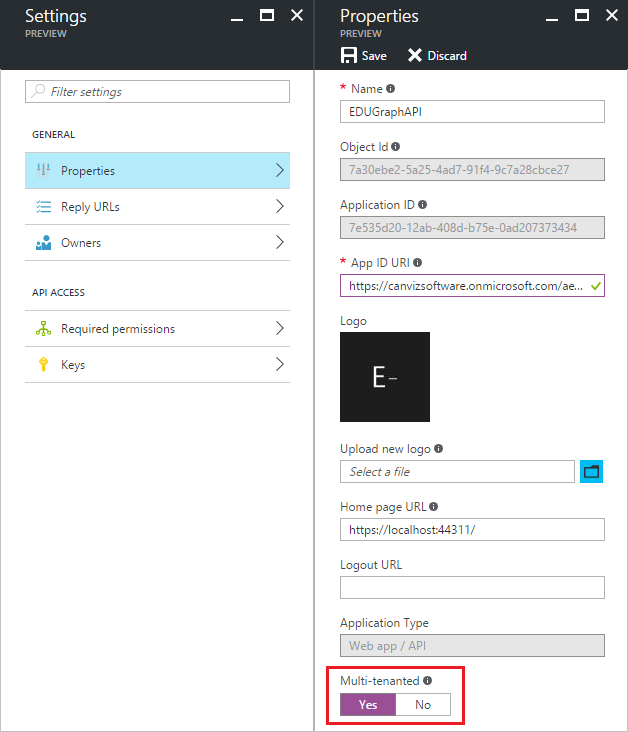 Settings
PREVIEW
Filter settings
GENERAL
Properties
Reply URLs
Owners
API ACCESS
Required permissions
Keys
Properties
PREVIEW
Save Discard
* Name
EDUGraphAPI
Object Id
7a30ebe2-5a25-4ad7-91f4-9c7a28cbce27
Application ID
7e535d20-12ab-408d-b75e-0ad207373434
* App ID URI
https://canvizsoftware.onmicrosoft.com/ae...
Logo
E-
Upload new logo
Select a file
Home page URL
https://localhost:44311/
Logout URL
Application Type
Web app / API
Multi-tenanted
Yes No